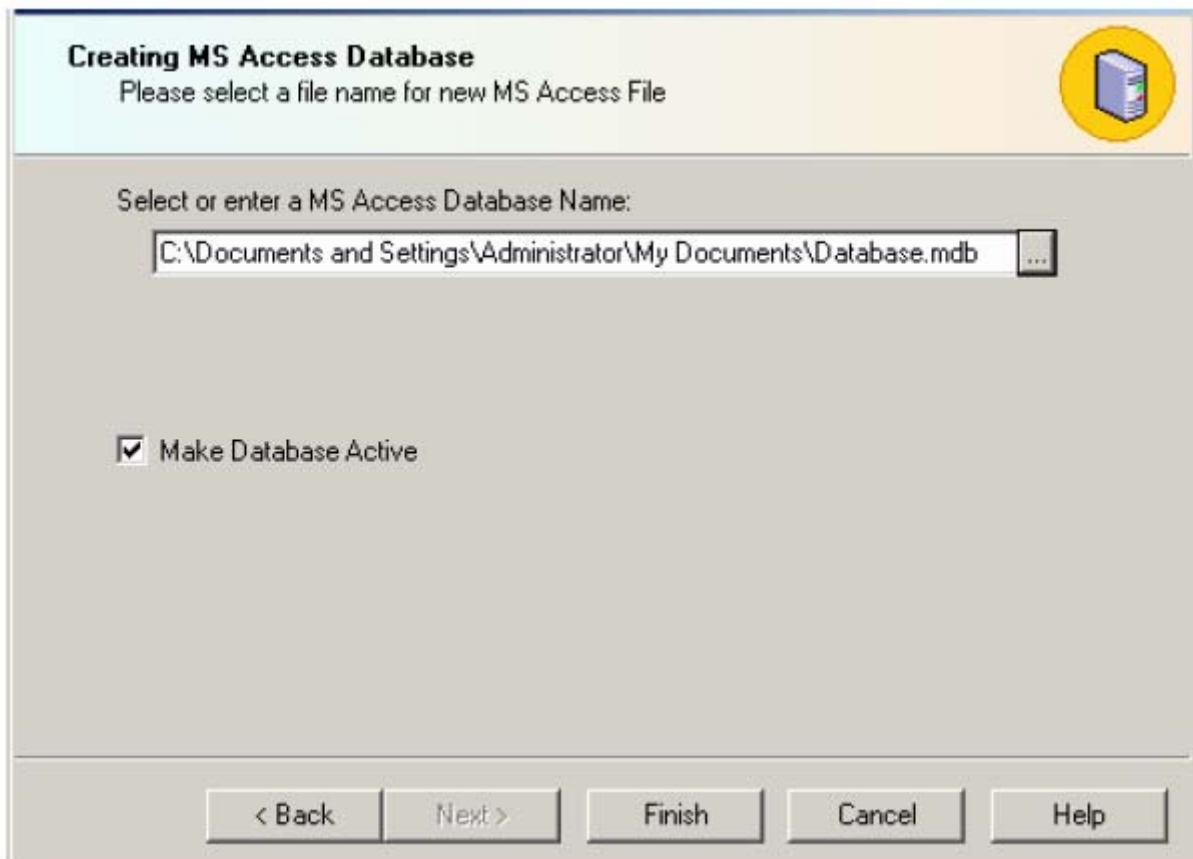 Creating MS Access Database
Please select a file name for new MS Access File
Select or enter a MS Access Database Name:
C:\Documents and Settings\Administrator\My Documents\Database.mdb
...
Make Database Active
< Back
Next >
Finish
Cancel
Help